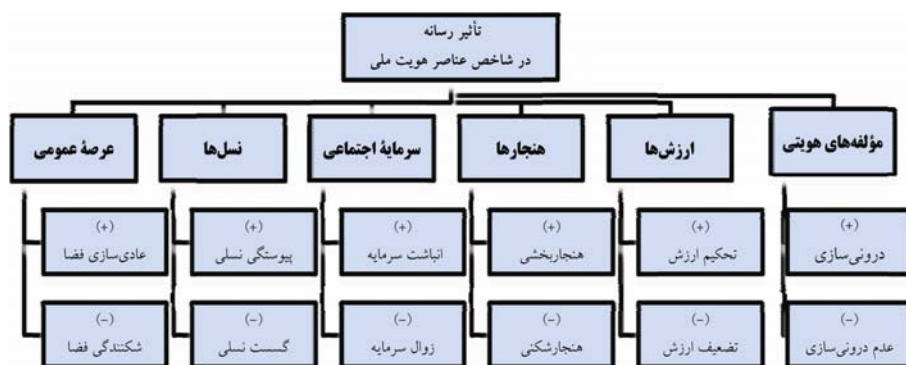 تأثیر رسانه
در شاخص عناصر هویت ملی
مؤلفه‌های هویتی
ارزش‌ها
هنجارها
سرمایهٔ اجتماعی
نسل‌ها
عرصهٔ عمومی
(+)
درونی‌سازی
(+)
تحکیم ارزش
(+)
هنجاربخشی
(+)
انباشت سرمایه
(+)
پیوستگی نسلی
(+)
عادی‌سازی فضا
(−)
عدم درونی‌سازی
(−)
تضعیف ارزش
(−)
هنجارشکنی
(−)
زوال سرمایه
(−)
گسست نسلی
(−)
شکنندگی فضا